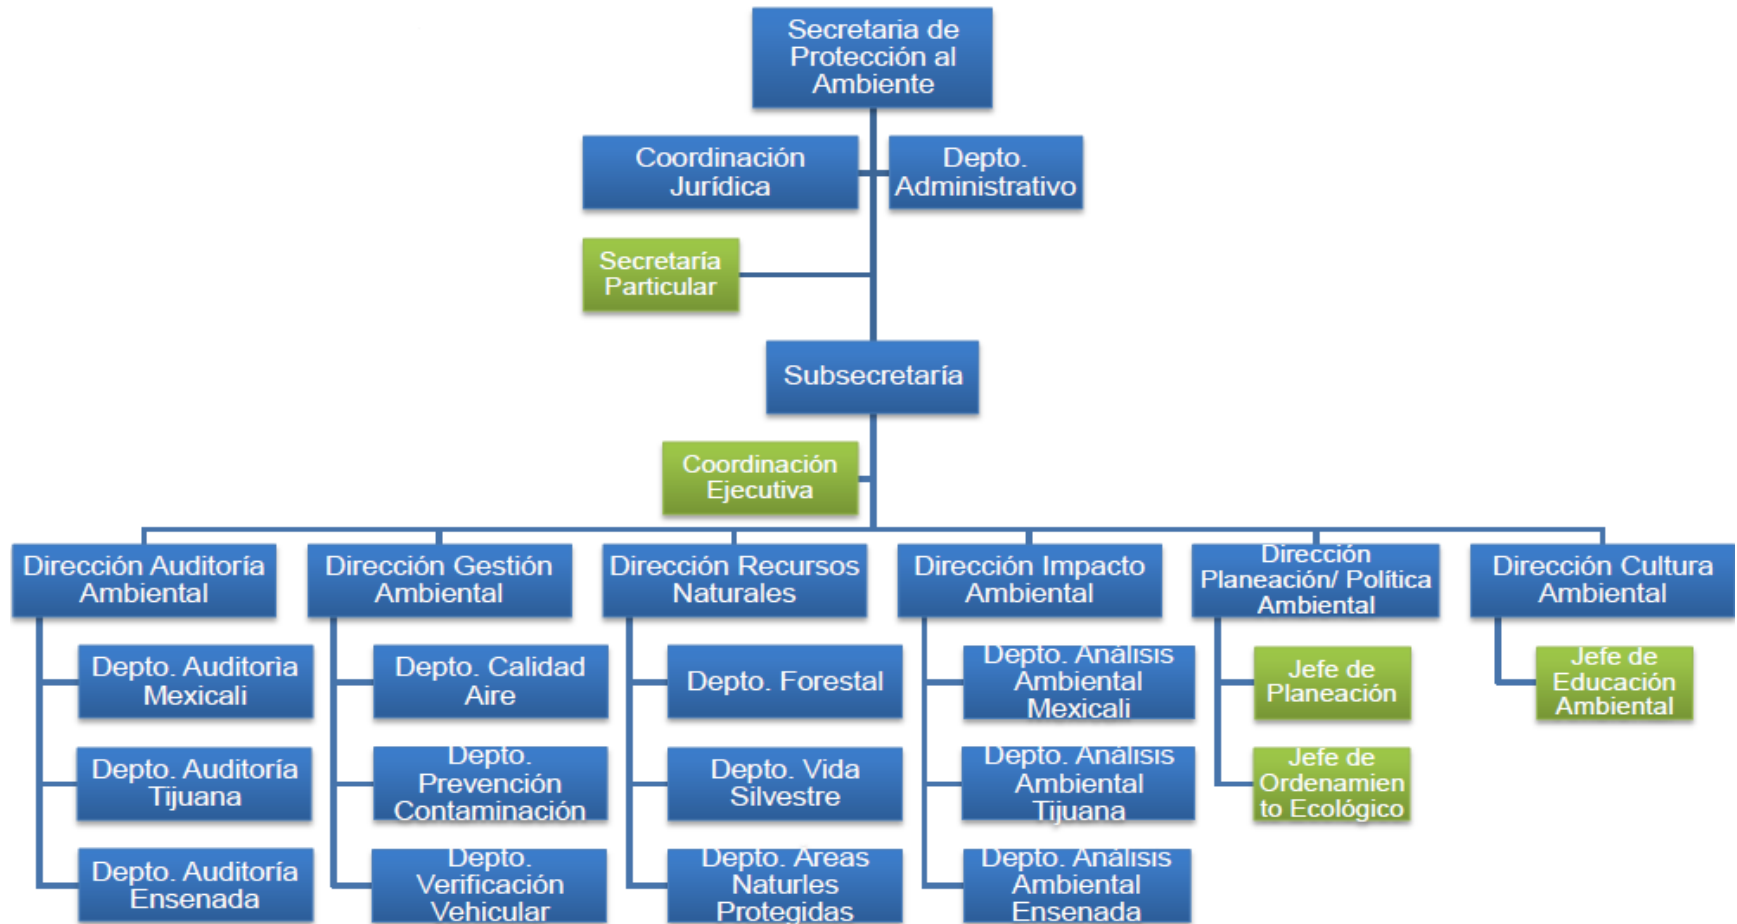 Secretaria de
Protección al
Ambiente
Coordinación
Jurídica
Depto.
Administrativo
Secretaría
Particular
Subsecretaría
Coordinación
Ejecutiva
Dirección Auditoría
Ambiental
Dirección Gestión
Ambiental
Dirección Recursos
Naturales
Dirección Impacto
Ambiental
Dirección
Planeación/ Política
Ambiental
Dirección Cultura
Ambiental
Depto. Auditoria
Mexicali
Depto. Auditoría
Tijuana
Depto. Auditoría
Ensenada
Depto. Calidad
Aire
Depto.
Prevención
Contaminación
Depto.
Verificación
Vehicular
Depto. Forestal
Depto. Vida
Silvestre
Depto. Areas
Naturles
Protegidas
Depto. Análisis
Ambiental
Mexicali
Depto. Análisis
Ambiental
Tijuana
Depto. Análisis
Ambiental
Ensenada
Jefe de
Planeación
Jefe de
Ordenamien
to Ecológico
Jefe de
Educación
Ambiental